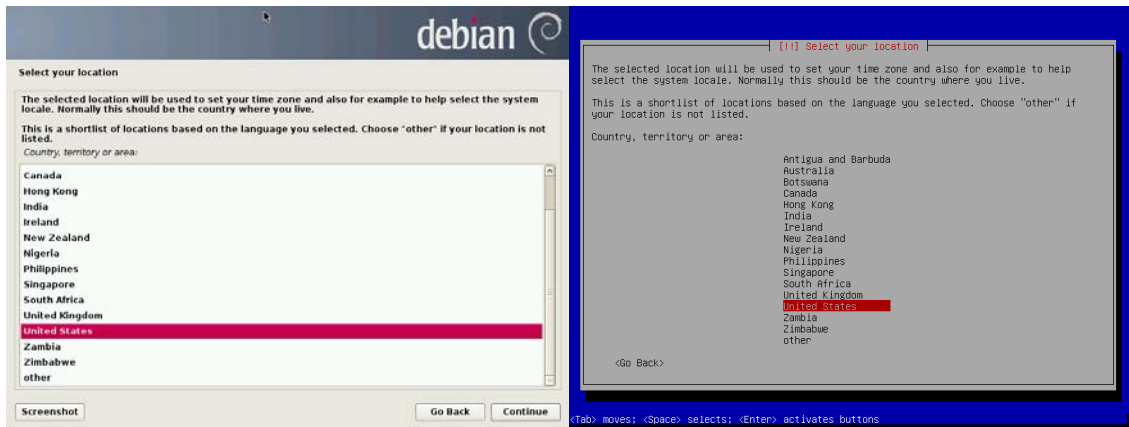 debian
Select your location
The selected location will be used to set your time zone and also for example to help select the system
locale. Normally this should be the country where you live.
This is a shortlist of locations based on the language you selected. Choose "other" if your location is not
listed.
Country, territory or area:
Canada
Hong Kong
India
Ireland
New Zealand
Nigeria
Philippines
Singapore
South Africa
United Kingdom
United States
Zambia
Zimbabwe
other
Screenshot
Go Back
Continue
[!!] Select your location
The selected location will be used to set your time zone and also for example to help
select the system locale. Normally this should be the country where you live.
This is a shortlist of locations based on the language you selected. Choose "other" if
your location is not listed.
Country, territory or area:
Antigua and Barbuda
Australia
Botswana
Canada
Hong Kong
India
Ireland
New Zealand
Nigeria
Philippines
Singapore
South Africa
United Kingdom
United States
Zambia
Zimbabwe
other
<Go Back>
<Tab> moves; <Space> selects; <Enter> activates buttons